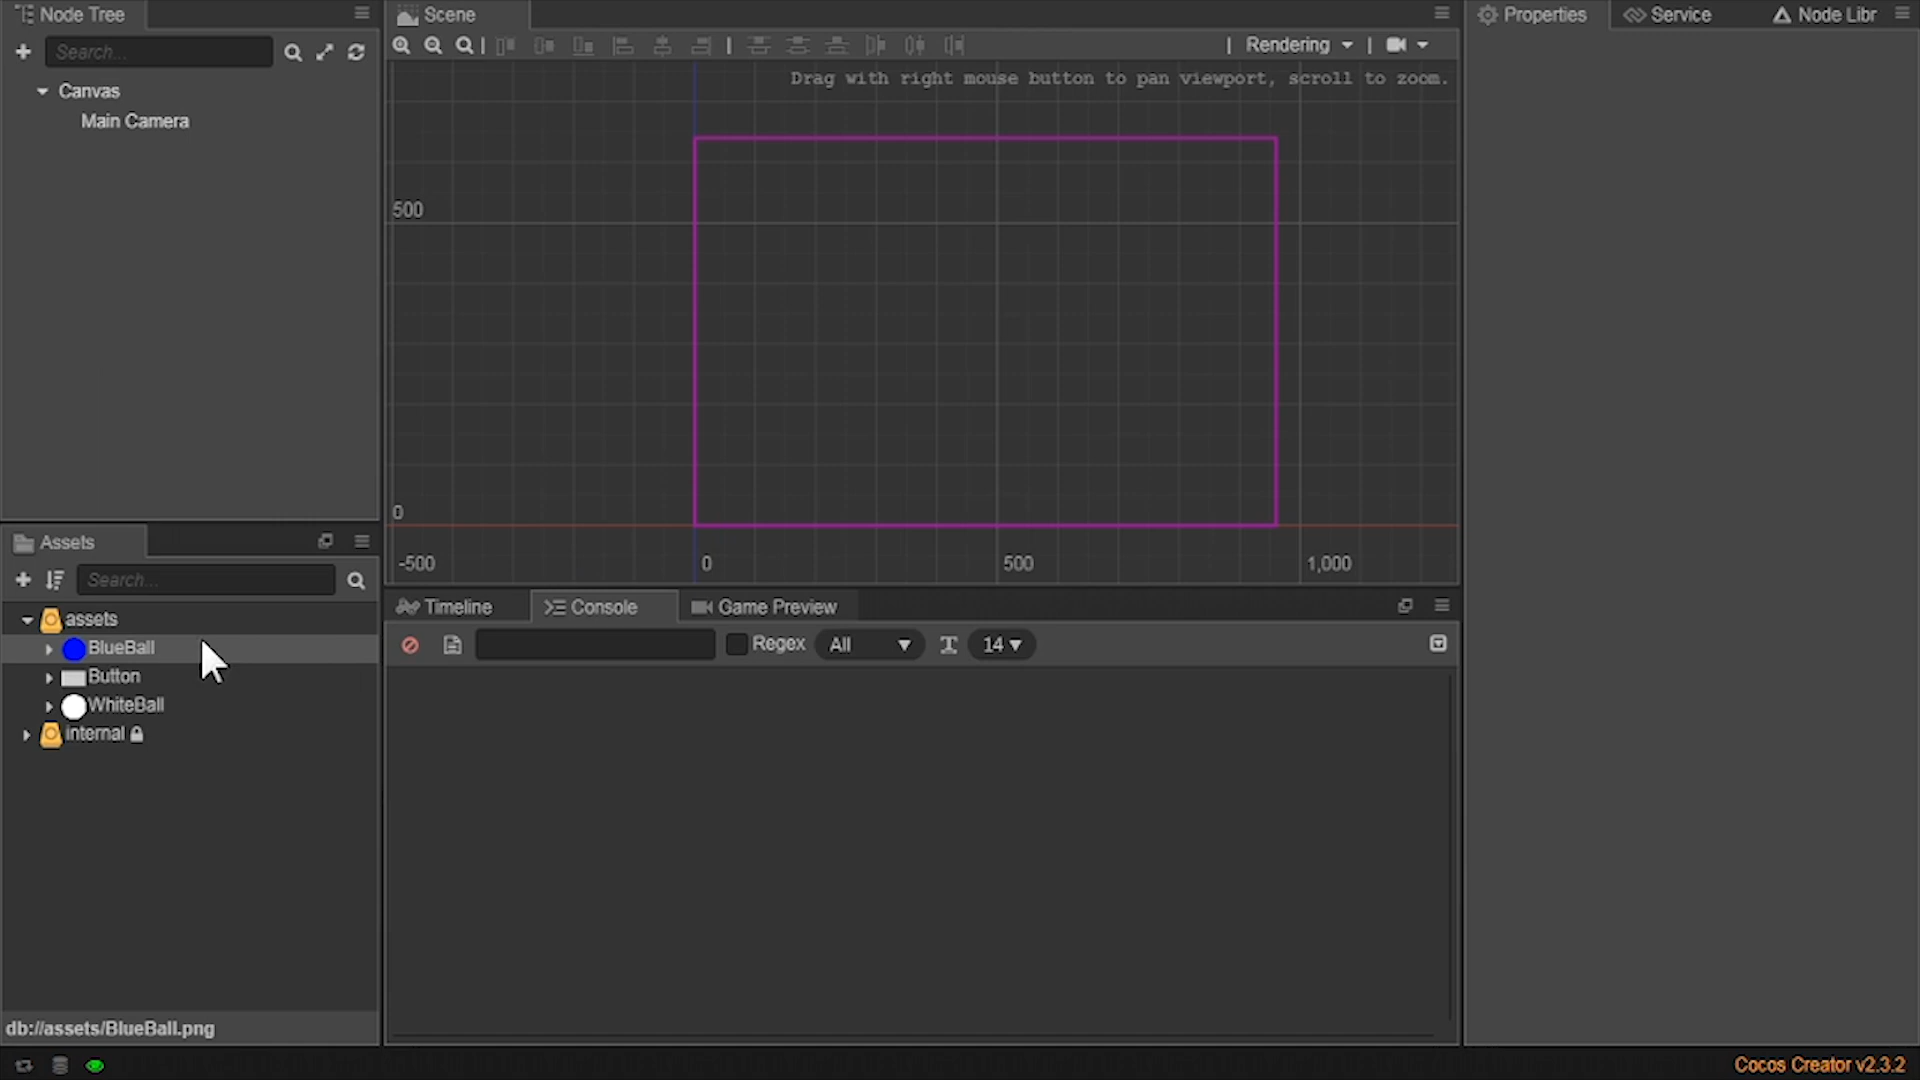 Node Tree
Search...
Canvas
Main Camera
Scene
Rendering
Drag with right mouse button to pan viewport, scroll to zoom.
500
0
-500
0
500
1,000
Properties
Service
Node Libr
Assets
Search...
assets
BlueBall
Button
WhiteBall
internal
db://assets/BlueBall.png
Timeline
Console
Game Preview
Regex
All
14
Cocos Creator v2.3.2